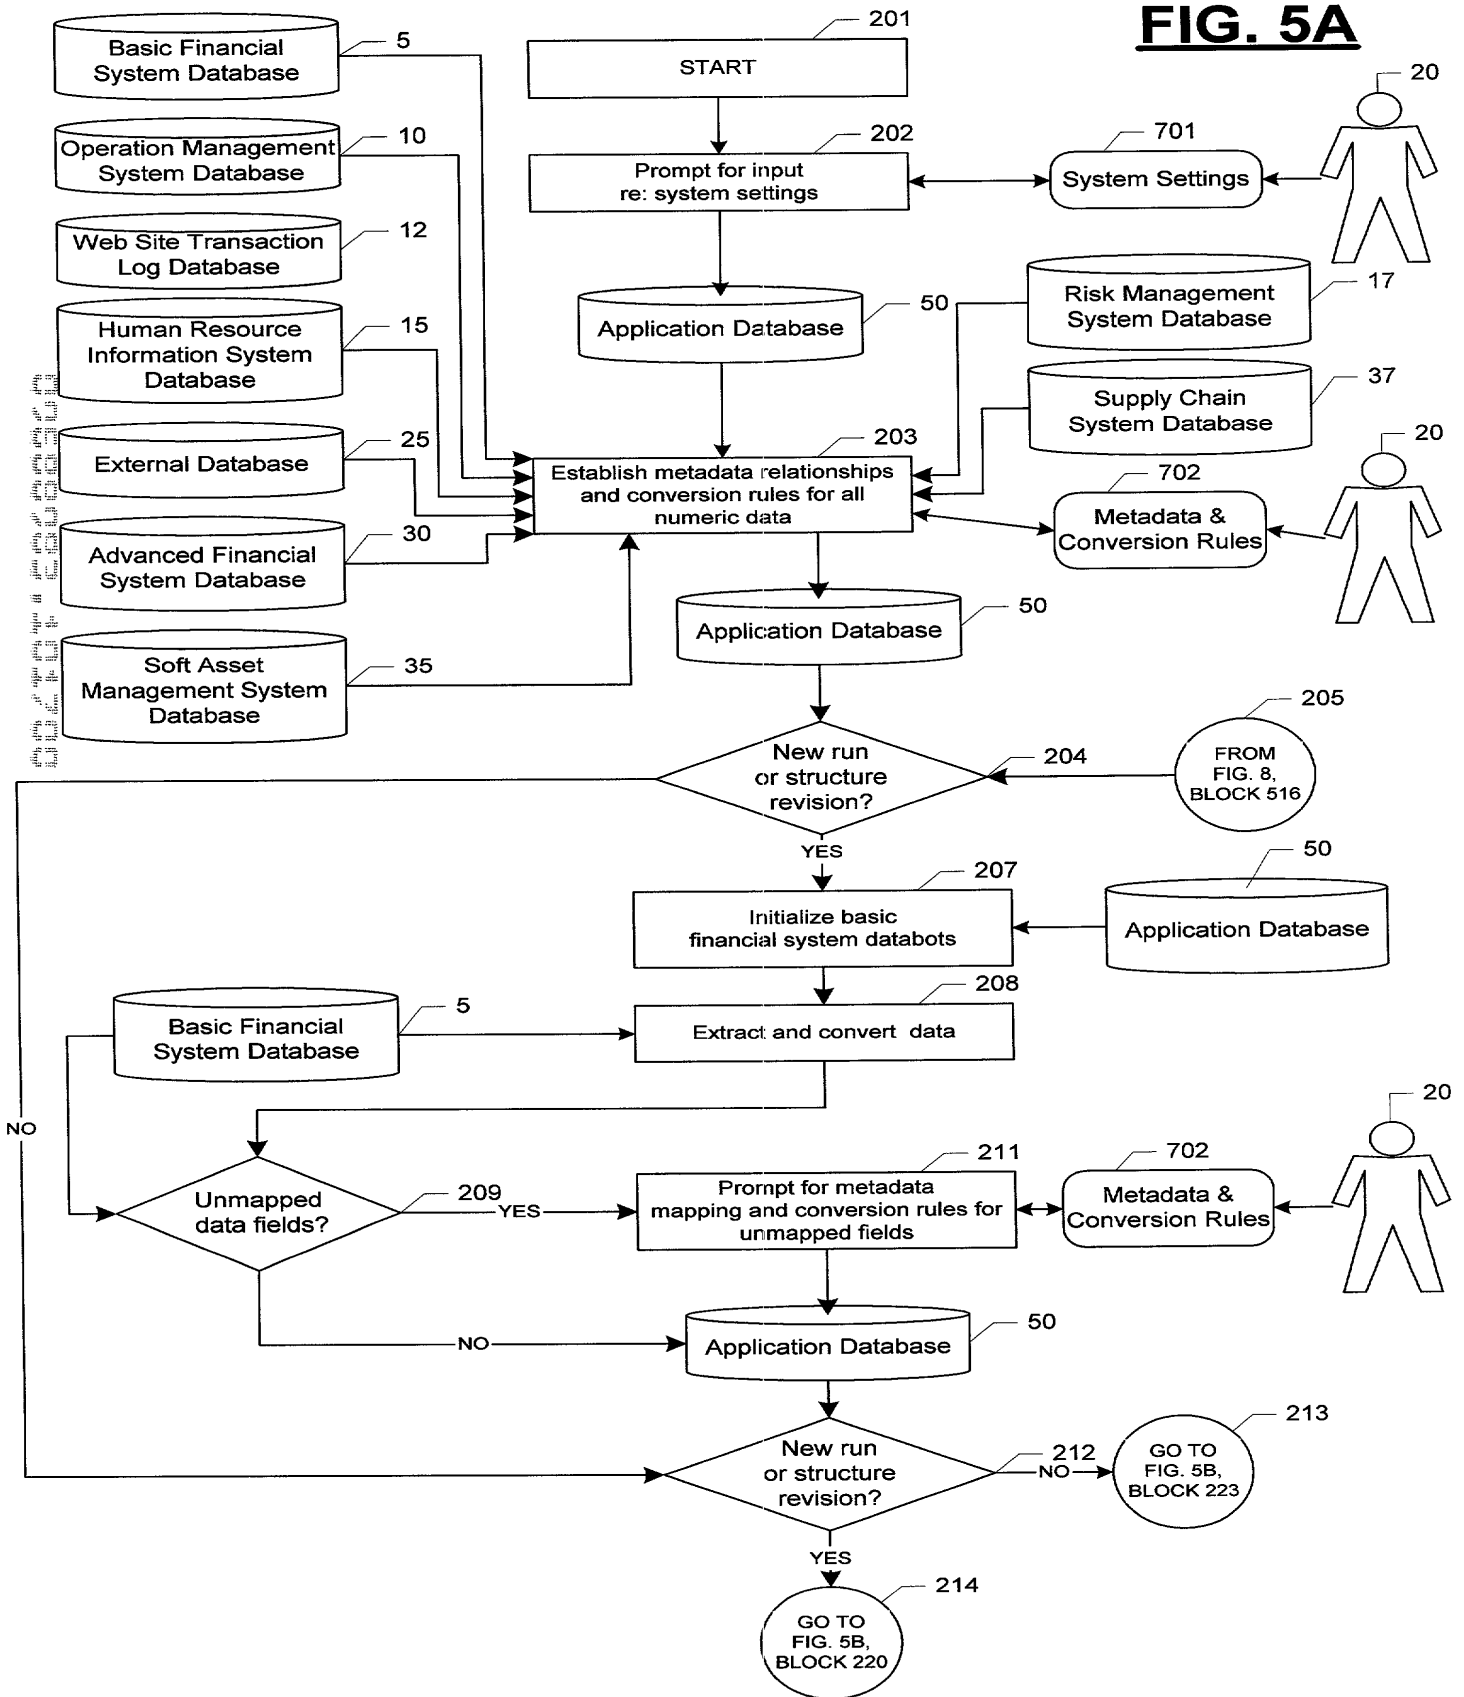 FIG. 5A
201
START
Basic Financial
System Database
5
20
202
Prompt for input
re: system settings
701
System Settings
Operation Management
System Database
10
Web Site Transaction
Log Database
12
50
Application Database
Risk Management
System Database
17
Human Resource
Information System
Database
15
Supply Chain
System Database
37
External Database
25
203
Establish metadata relationships
and conversion rules for all
numeric data
702
Metadata &
Conversion Rules
20
Advanced Financial
System Database
30
50
Application Database
Soft Asset
Management System
Database
35
New run
or structure
revision?
204
205
FROM
FIG. 8,
BLOCK 516
YES
207
Initialize basic
financial system databots
50
Application Database
208
Extract and convert data
Basic Financial
System Database
5
NO
Unmapped
data fields?
209
YES
211
Prompt for metadata
mapping and conversion rules for
unmapped fields
702
Metadata &
Conversion Rules
20
NO
50
Application Database
New run
or structure
revision?
212
NO
213
GO TO
FIG. 5B,
BLOCK 223
YES
214
GO TO
FIG. 5B,
BLOCK 220